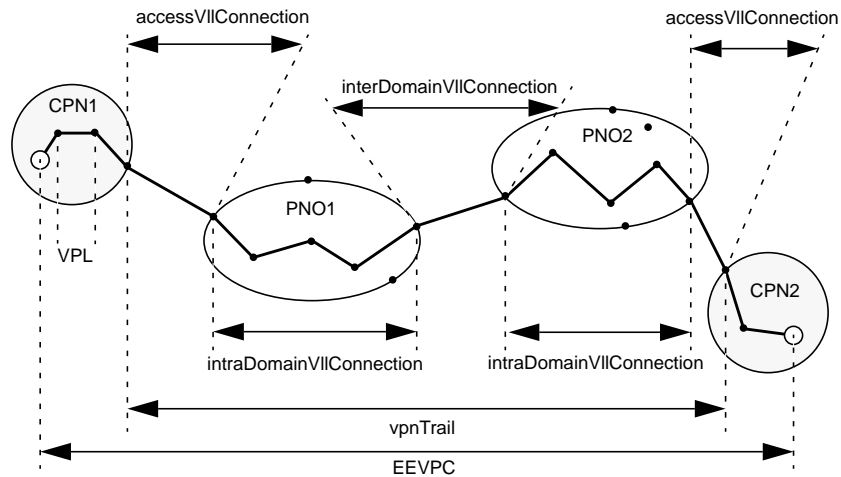 accessVllConnection
accessVllConnection
interDomainVllConnection
CPN1
PNO2
PNO1
VPL
CPN2
intraDomainVllConnection
intraDomainVllConnection
vpnTrail
EEVPC